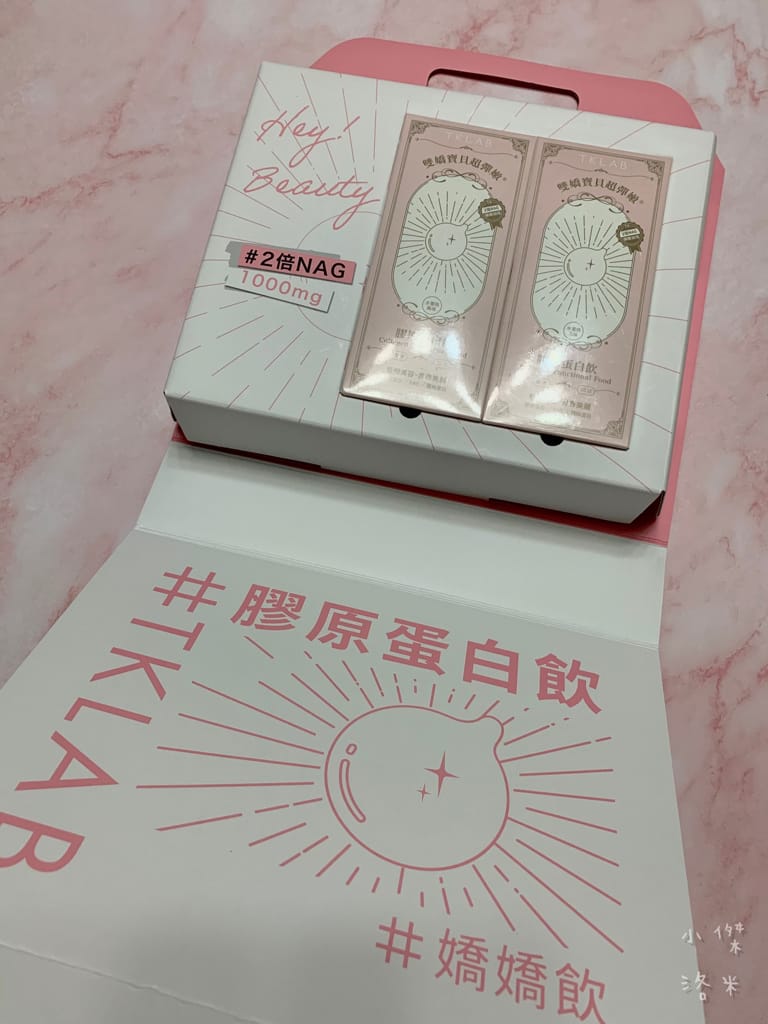 Hey!
Beauty
#2倍NAG
1000mg
TKLAB
雙嬌寶貝超彈嫩®
TKLAB
雙嬌寶貝超彈嫩®
蛋白飲
#膠原蛋白飲
#TKLAB
#嬌嬌飲
小傑
洛米